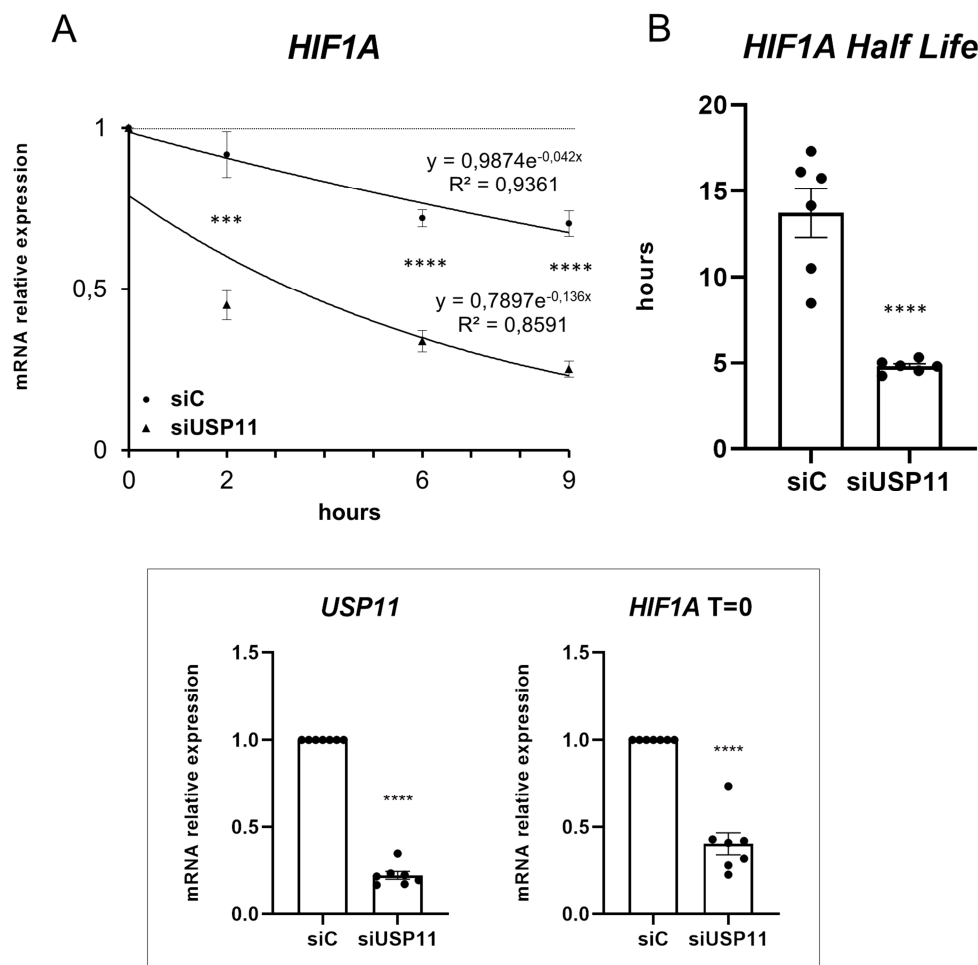 A
HIF1A
mRNA relative expression
1
0,5
0
y = 0,9874e^-0,042x
R² = 0,9361
***
****
****
y = 0,7897e^-0,136x
R² = 0,8591
siC
siUSP11
0 2 6 9
hours
B
HIF1A Half Life
hours
20
15
10
5
0
****
siC siUSP11
USP11
mRNA relative expression
1.5
1.0
0.5
0.0
****
siC siUSP11
HIF1A T=0
mRNA relative expression
1.5
1.0
0.5
0.0
****
siC siUSP11